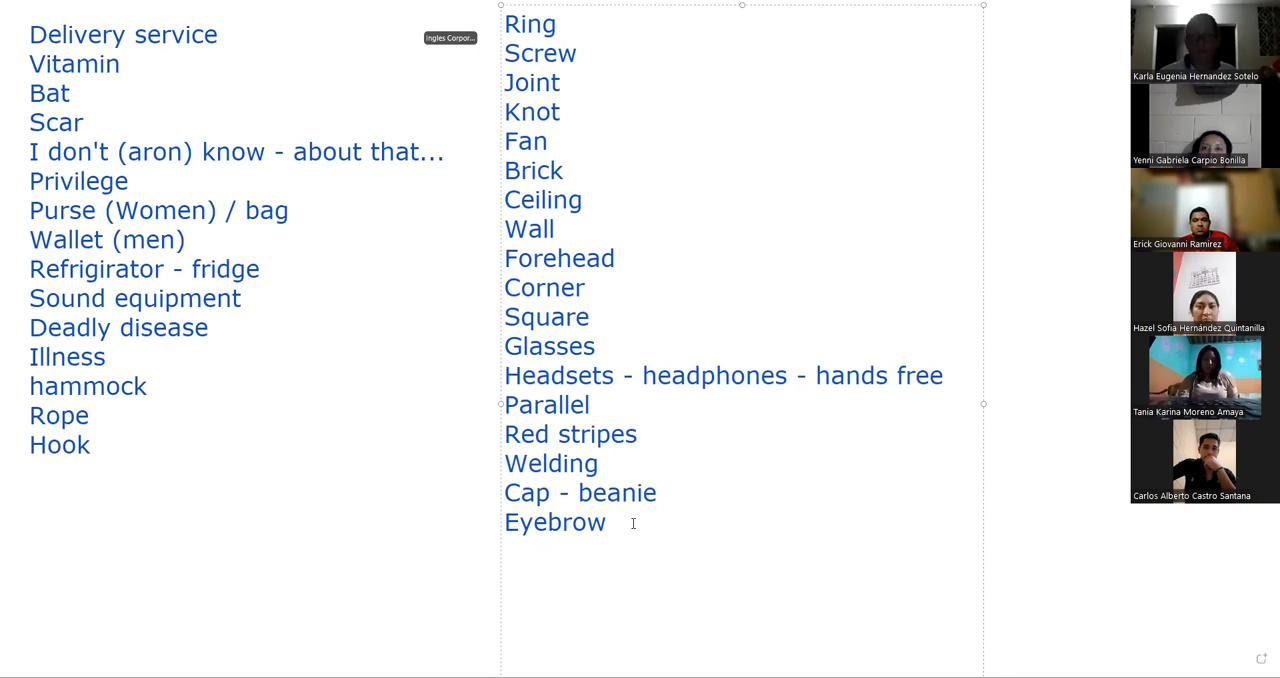 Delivery service
Vitamin
Bat
Scar
I don't (aron) know - about that...
Privilege
Purse (Women) / bag
Wallet (men)
Refrigirator - fridge
Sound equipment
Deadly disease
Illness
hammock
Rope
Hook
Ingles Corpor...
Ring
Screw
Joint
Knot
Fan
Brick
Ceiling
Wall
Forehead
Corner
Square
Glasses
Headsets - headphones - hands free
Parallel
Red stripes
Welding
Cap - beanie
Eyebrow
Karla Eugenia Hernandez Sotelo
Yenni Gabriela Carpio Bonilla
Erick Giovanni Ramirez
Hazel Sofia Hernández Quintanilla
Tania Karina Moreno Amaya
Carlos Alberto Castro Santana